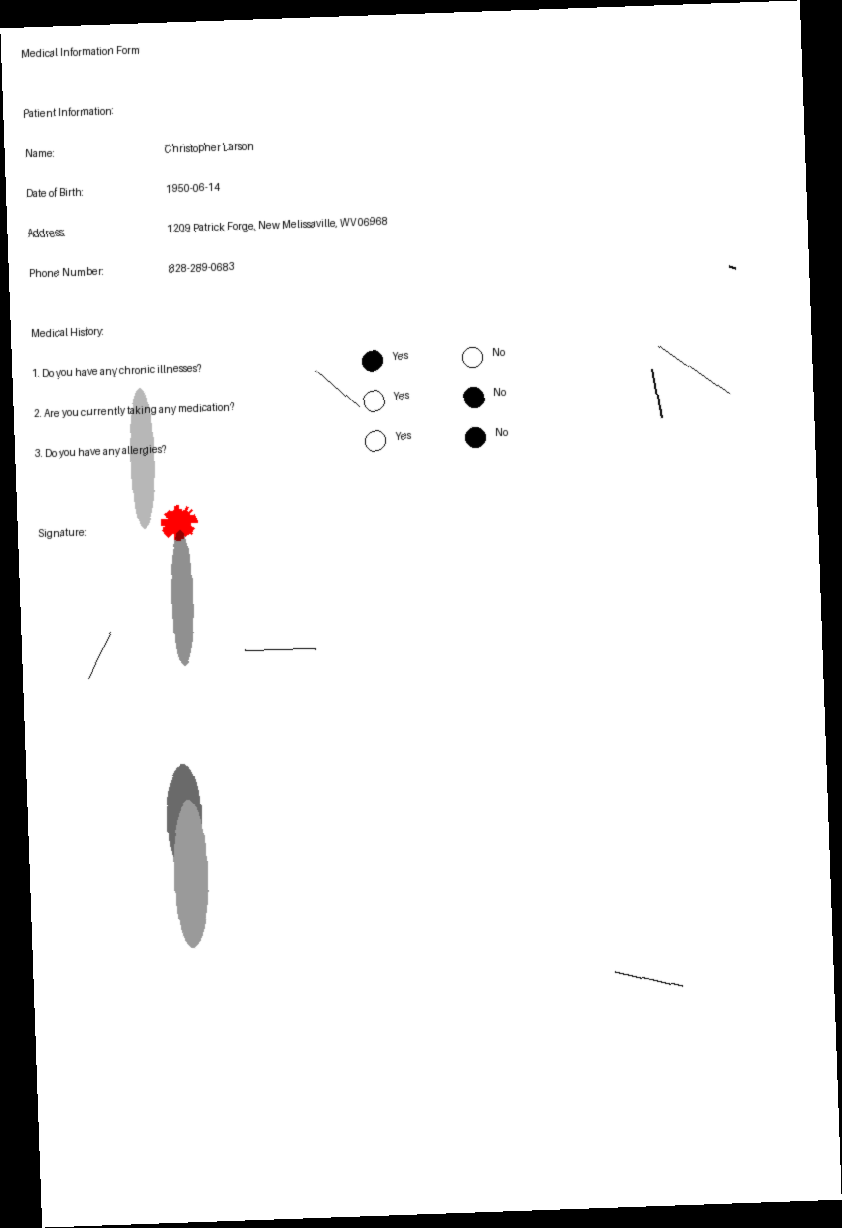 Medical Information Form
Patient Information:
Name: Christopher Larson
Date of Birth: 1950-06-14
Address: 1209 Patrick Forge, New Melissaville, WV 06968
Phone Number: 828-289-0683
Medical History:
1. Do you have any chronic illnesses? Yes No
2. Are you currently taking any medication? Yes No
3. Do you have any allergies? Yes No
Signature: